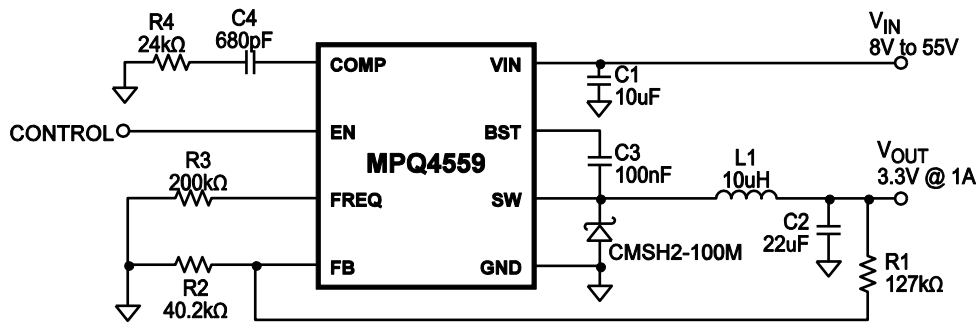 R4
24kΩ
C4
680pF
COMP
VIN
V_IN
8V to 55V
C1
10uF
CONTROL
EN
BST
MPQ4559
C3
100nF
R3
200kΩ
FREQ
SW
L1
10uH
V_OUT
3.3V @ 1A
C2
22uF
CMSH2-100M
R2
40.2kΩ
FB
GND
R1
127kΩ